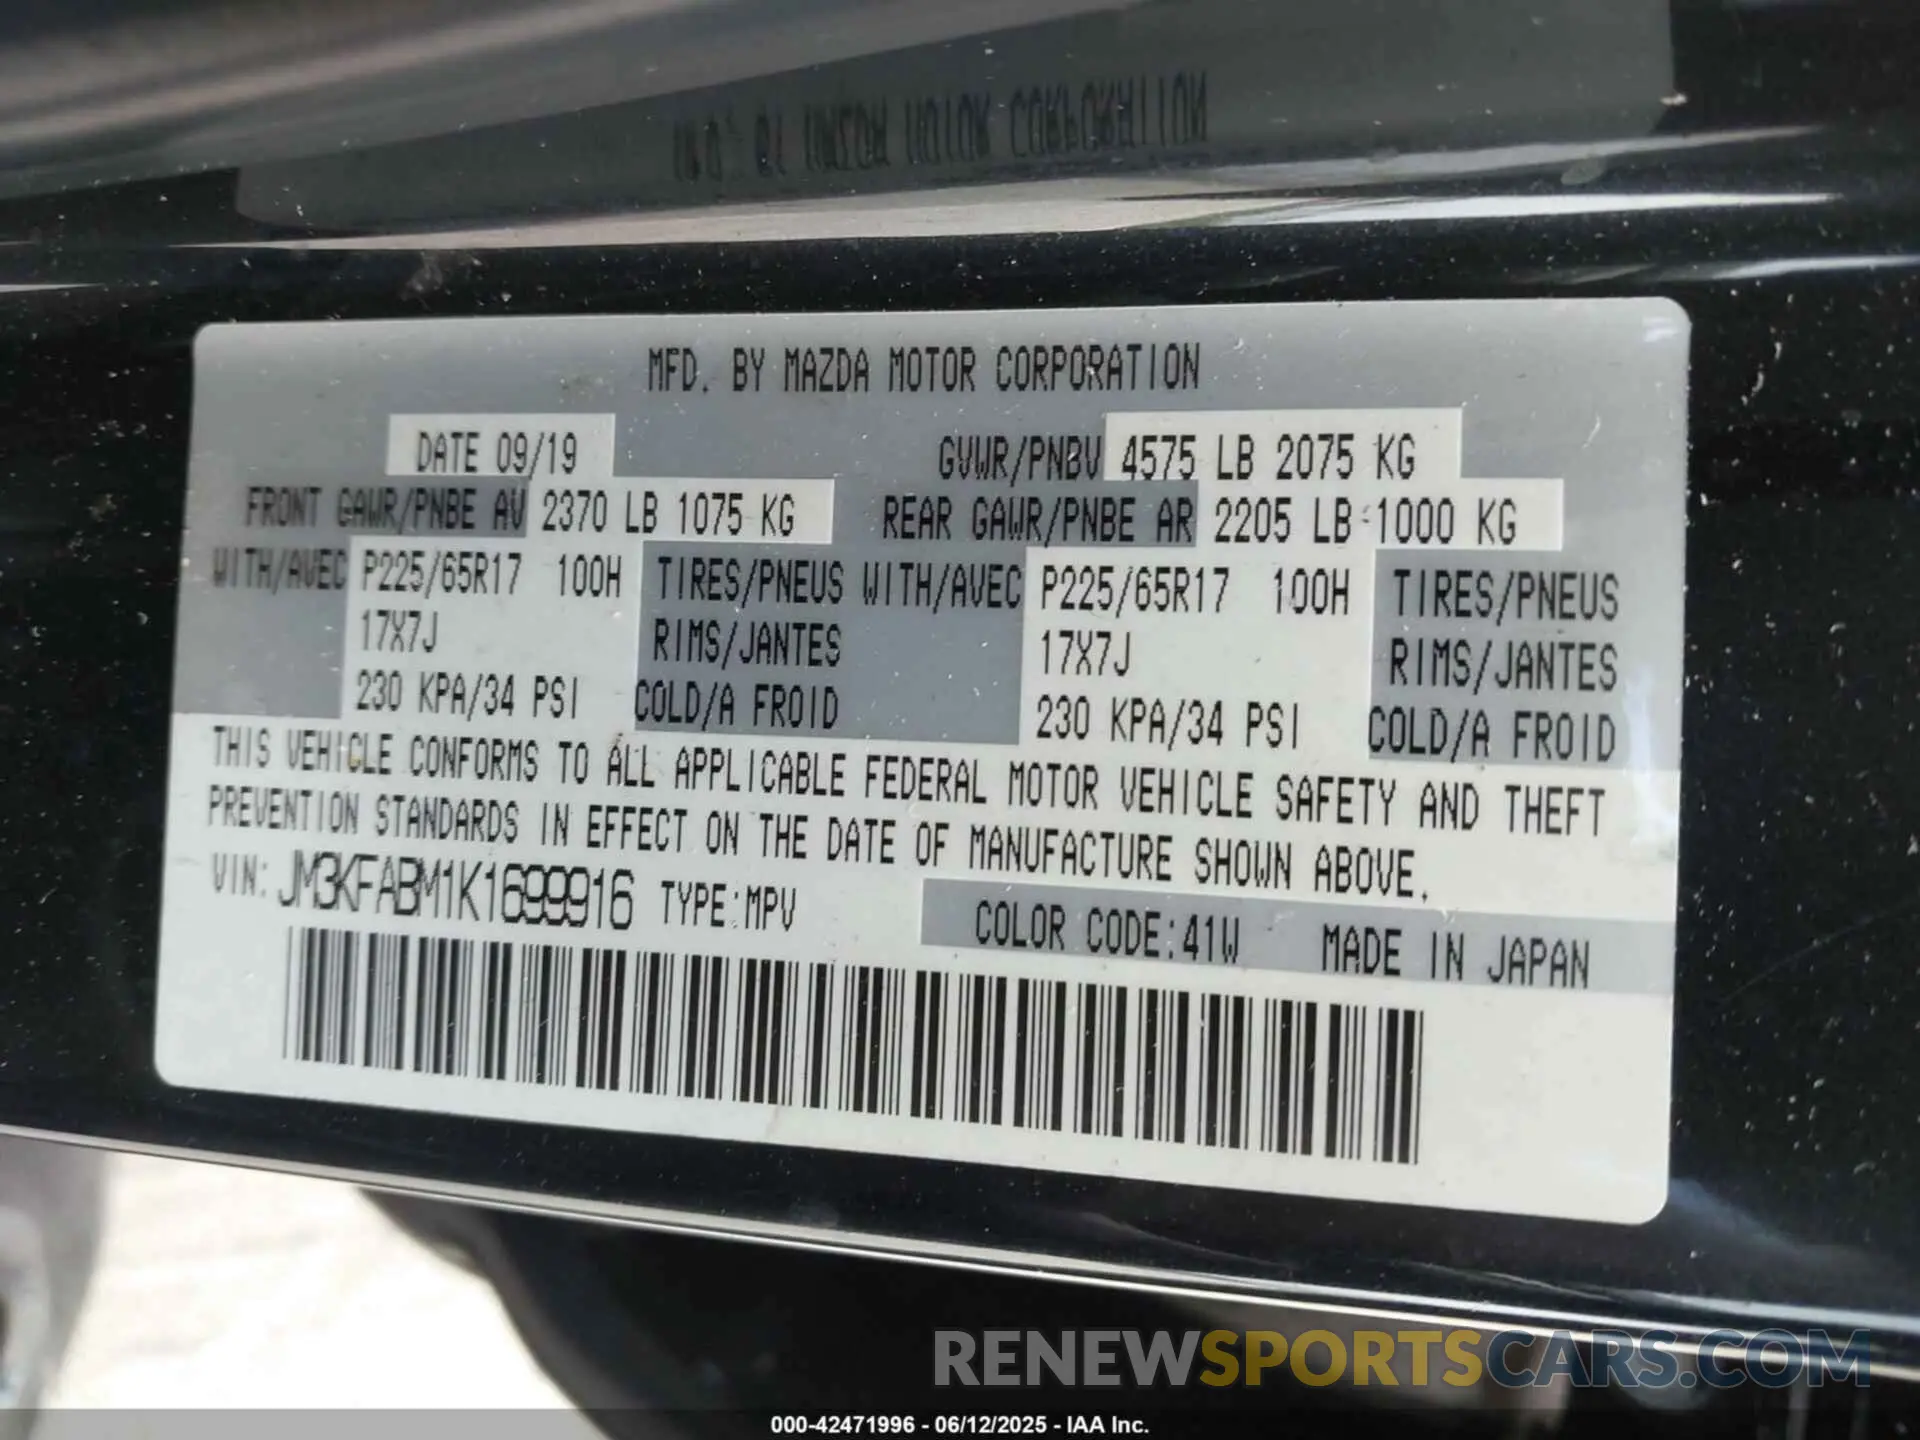 MFD. BY MAZDA MOTOR CORPORATION
DATE 09/19 GVWR/PNBV 4575 LB 2075 KG
FRONT GAWR/PNBE AV 2370 LB 1075 KG REAR GAWR/PNBE AR 2205 LB 1000 KG
WITH/AVEC P225/65R17 100H TIRES/PNEUS WITH/AVEC P225/65R17 100H TIRES/PNEUS
17X7J RIMS/JANTES 17X7J RIMS/JANTES
230 KPA/34 PSI COLD/A FROID 230 KPA/34 PSI COLD/A FROID
THIS VEHICLE CONFORMS TO ALL APPLICABLE FEDERAL MOTOR VEHICLE SAFETY AND THEFT
PREVENTION STANDARDS IN EFFECT ON THE DATE OF MANUFACTURE SHOWN ABOVE.
VIN: JM3KFABM1K1699916 TYPE:MPV COLOR CODE:41W MADE IN JAPAN
RENEWSPORTSCARS.COM
000-42471996 - 06/12/2025 - IAA Inc.